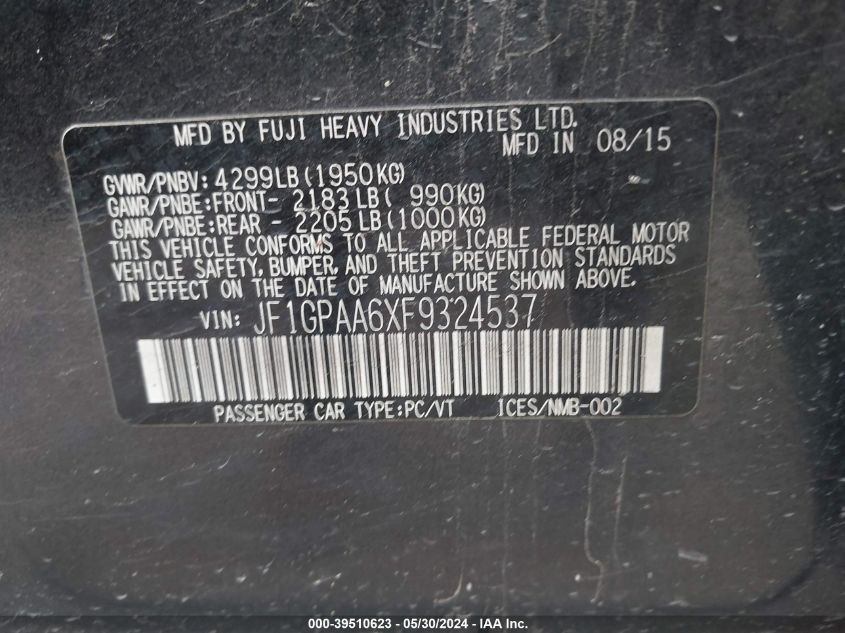 MFD BY FUJI HEAVY INDUSTRIES LTD.
MFD IN 08/15
GVWR/PNBV: 4299LB(1950KG)
GAWR/PNBE:FRONT- 2183LB( 990KG)
GAWR/PNBE:REAR - 2205LB(1000KG)
THIS VEHICLE CONFORMS TO ALL APPLICABLE FEDERAL MOTOR
VEHICLE SAFETY, BUMPER, AND THEFT PREVENTION STANDARDS
IN EFFECT ON THE DATE OF MANUFACTURE SHOWN ABOVE.
VIN: JF1GPAA6XF9324537
PASSENGER CAR TYPE:PC/VT 1CES/NMB-002
000-39510623 - 05/30/2024 - IAA Inc.